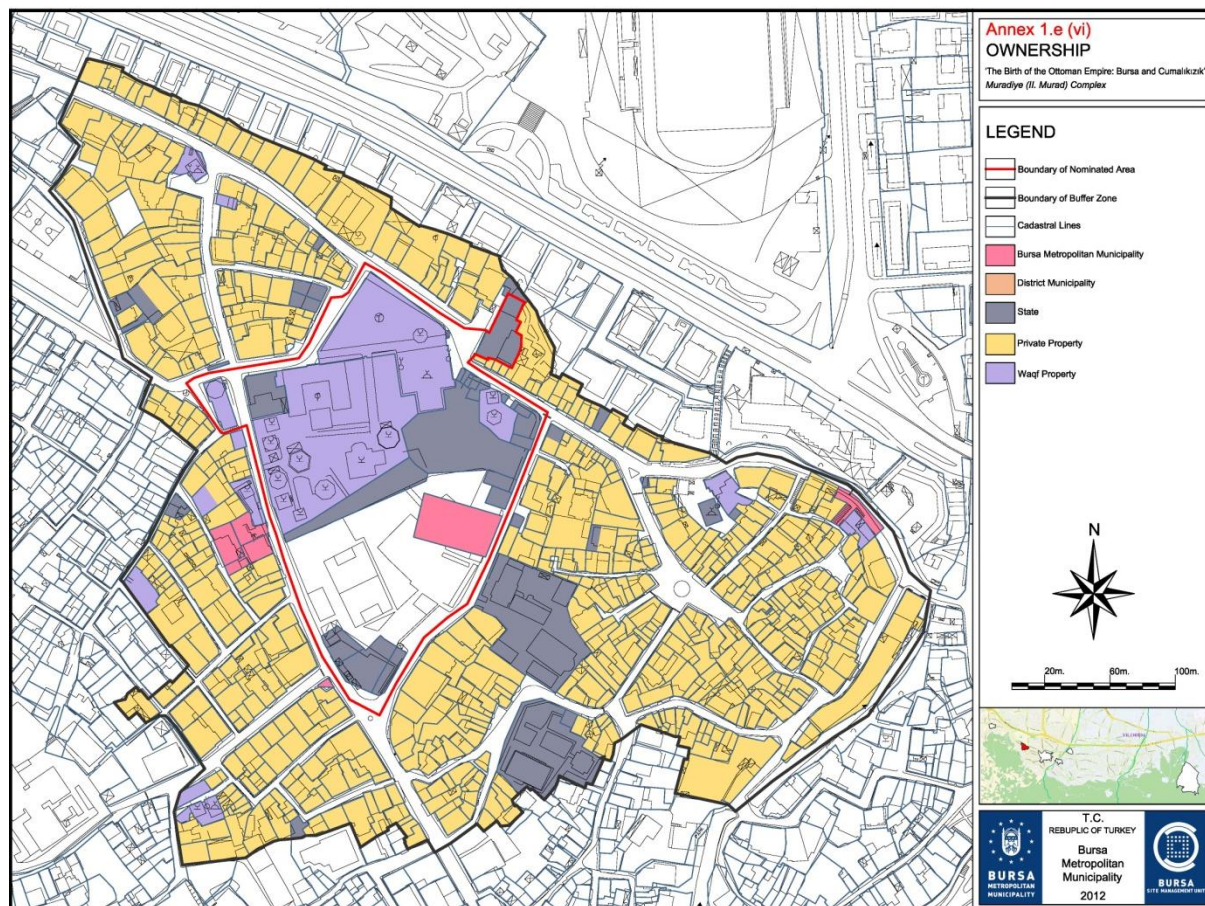 Annex 1.e (vi)
OWNERSHIP
'The Birth of the Ottoman Empire: Bursa and Cumalıkızık'
Muradiye (II. Murad) Complex
LEGEND
Boundary of Nominated Area
Boundary of Buffer Zone
Cadastral Lines
Bursa Metropolitan Municipality
District Municipality
State
Private Property
Waqf Property
N
20m. 60m. 100m.
T.C.
REBUPLIC OF TURKEY
Bursa
Metropolitan
Municipality
2012
BURSA
METROPOLITAN
MUNICIPALITY
BURSA
SITE MANAGEMENT UNIT